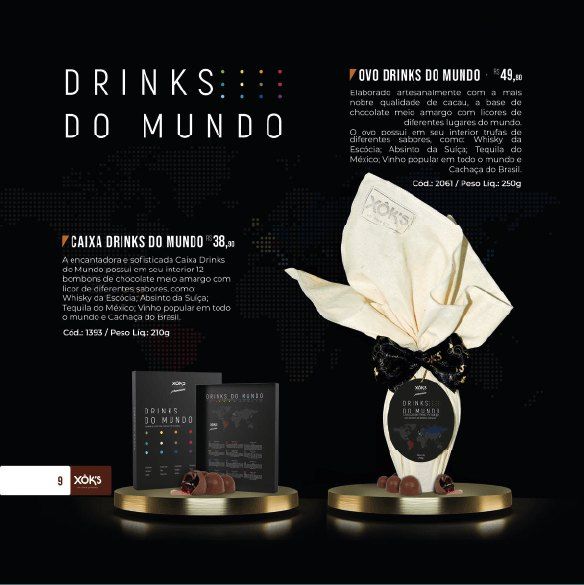 DRINKS
DO MUNDO
OVO DRINKS DO MUNDO · R$49,80
Elaborado artesanalmente com a mais
nobre qualidade de cacau, a base de
chocolate meio amargo com licores de
diferentes lugares do mundo.
O ovo possui em seu interior trufas de
diferentes sabores, como: Whisky da
Escócia; Absinto da Suíça; Tequila do
México; Vinho popular em todo o mundo e
Cachaça do Brasil.
Cód.: 2061 / Peso Líq.: 250g
CAIXA DRINKS DO MUNDO R$38,90
A encantadora e sofisticada Caixa Drinks
do Mundo possui em seu interior 12
bombons de chocolate meio amargo com
licor de diferentes sabores, como:
Whisky da Escócia; Absinto da Suíça;
Tequila do México; Vinho popular em todo
o mundo e Cachaça do Brasil.
Cód.: 1393 / Peso Líq.: 210g
XÔK'S
XÔK'S
DRINKS
DO MUNDO
DRINKS DO MUNDO
XÔK'S
XÔK'S
DRINKS
DO MUNDO
9
XÔK'S